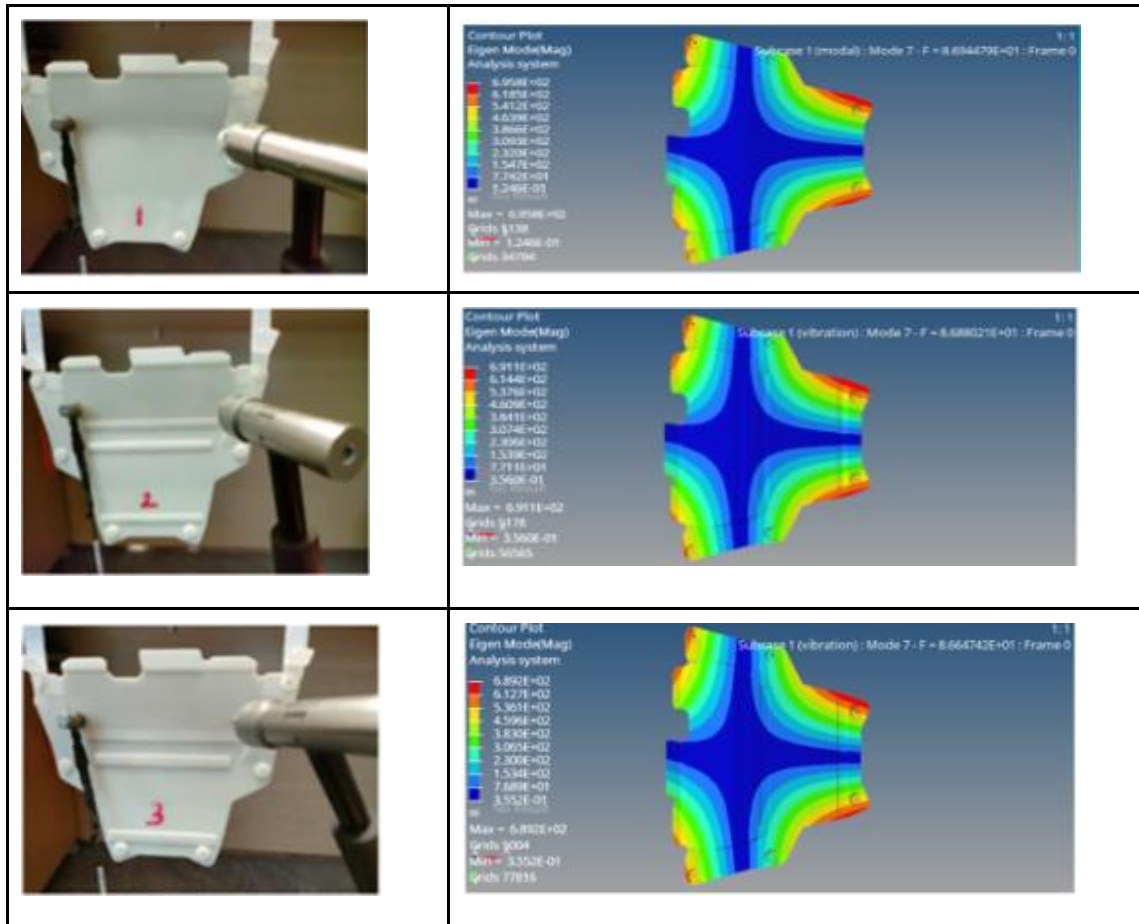 1
Contour Plot
Eigen Mode(Mag)
Analysis system
1: 1
Subcase 1 (modal) : Mode 7 - F = 8.694479E+01 : Frame 0
6.958E+02
6.185E+02
5.412E+02
4.639E+02
3.866E+02
3.093E+02
2.320E+02
1.547E+02
7.742E+01
1.246E-01
Max = 6.958E+02
Min = 1.246E-01
2
Contour Plot
Eigen Mode(Mag)
Analysis system
1: 1
Subcase 1 (vibration) : Mode 7 - F = 8.688021E+01 : Frame 0
6.911E+02
6.144E+02
5.376E+02
4.609E+02
3.841E+02
3.074E+02
2.306E+02
1.539E+02
7.711E+01
3.560E-01
Max = 6.911E+02
Min = 3.560E-01
Grids 56565
3
Contour Plot
Eigen Mode(Mag)
Analysis system
1: 1
Subcase 1 (vibration) : Mode 7 - F = 8.664742E+01 : Frame 0
6.892E+02
6.127E+02
5.361E+02
4.596E+02
3.830E+02
3.065E+02
2.300E+02
1.534E+02
7.689E+01
3.552E-01
Max = 6.892E+02
Min = 3.552E-01
Grids 77816